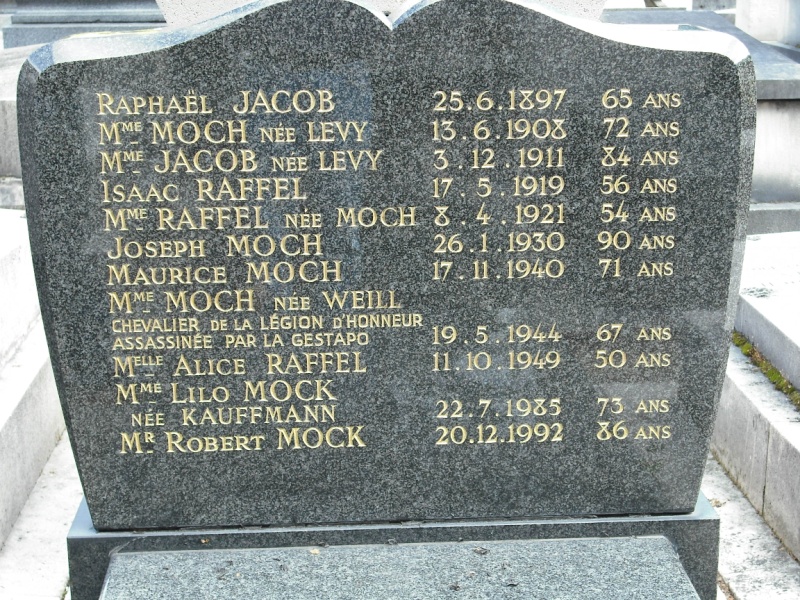 RAPHAËL JACOB 25.6.1897 65 ANS
MME MOCH NÉE LEVY 13.6.1908 72 ANS
MME JACOB NÉE LEVY 3.12.1911 84 ANS
ISAAC RAFFEL 17.5.1919 56 ANS
MME RAFFEL NÉE MOCH 8.4.1921 54 ANS
JOSEPH MOCH 26.1.1930 90 ANS
MAURICE MOCH 17.11.1940 71 ANS
MME MOCH NÉE WEILL
CHEVALIER DE LA LÉGION D'HONNEUR
ASSASSINÉE PAR LA GESTAPO 19.5.1944 67 ANS
MELLE ALICE RAFFEL 11.10.1949 50 ANS
MME LILO MOCK
NÉE KAUFFMANN 22.7.1985 73 ANS
MR ROBERT MOCK 20.12.1992 86 ANS